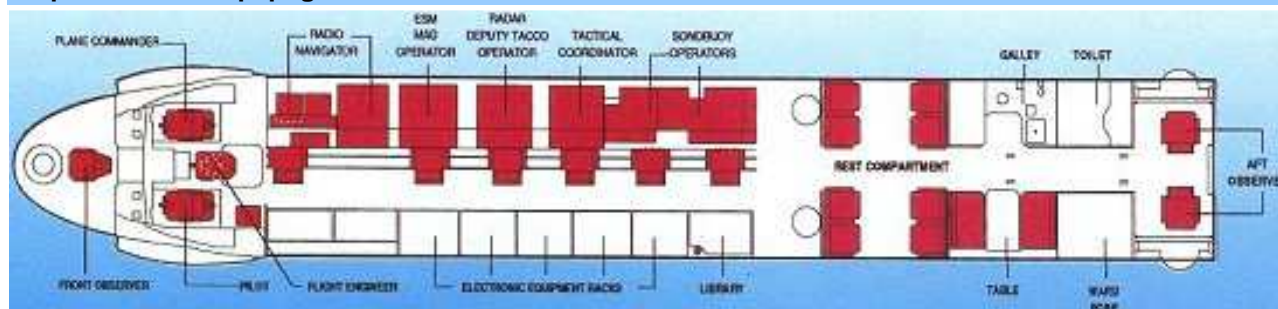 PLANE COMMANDER
RADIO
NAVIGATOR
ESM
MAG
OPERATOR
RADAR
DEPUTY TACCO
OPERATOR
TACTICAL
COORDINATOR
SONOBUOY
OPERATORS
GALLEY
TOILET
REST COMPARTMENT
AFT
OBSERVE
FRONT OBSERVER
PILOT
FLIGHT ENGINEER
ELECTRONIC EQUIPMENT RACKS
LIBRARY
TABLE